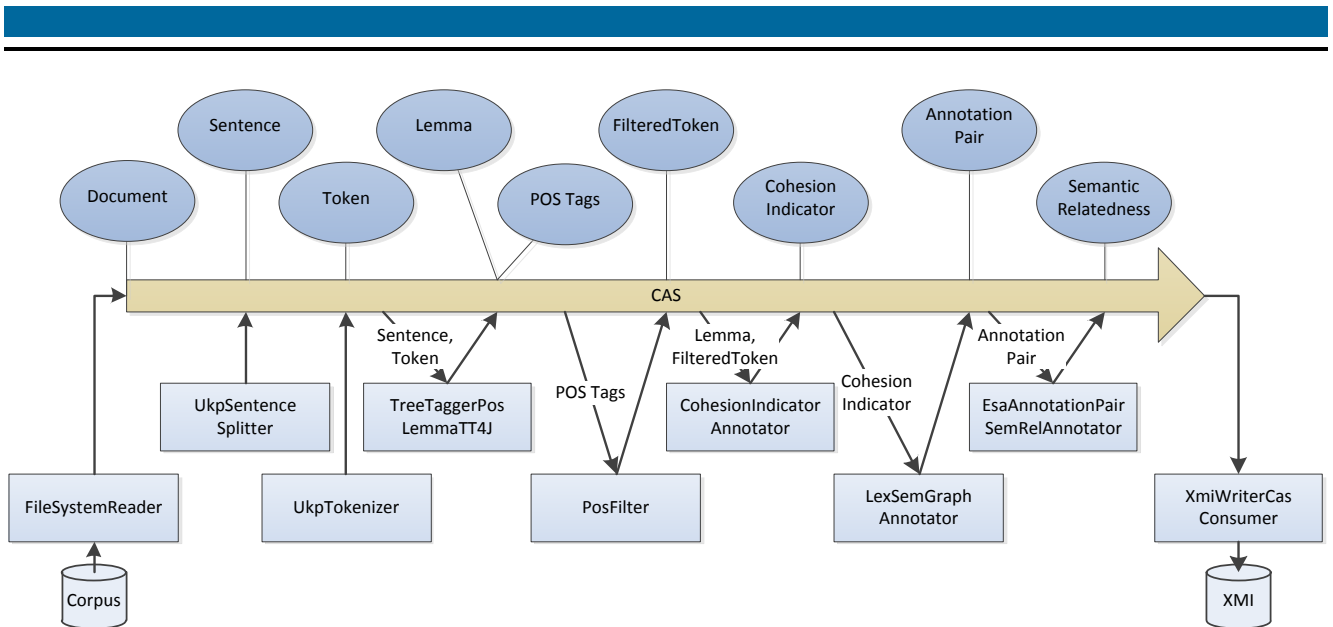 Sentence
Lemma
FilteredToken
Annotation
Pair
Document
Token
POS Tags
Cohesion
Indicator
Semantic
Relatedness
CAS
Sentence,
Token
Lemma,
FilteredToken
Annotation
Pair
POS Tags
Cohesion
Indicator
UkpSentence
Splitter
TreeTaggerPos
LemmaTT4J
CohesionIndicator
Annotator
EsaAnnotationPair
SemRelAnnotator
FileSystemReader
UkpTokenizer
PosFilter
LexSemGraph
Annotator
XmiWriterCas
Consumer
Corpus
XMI